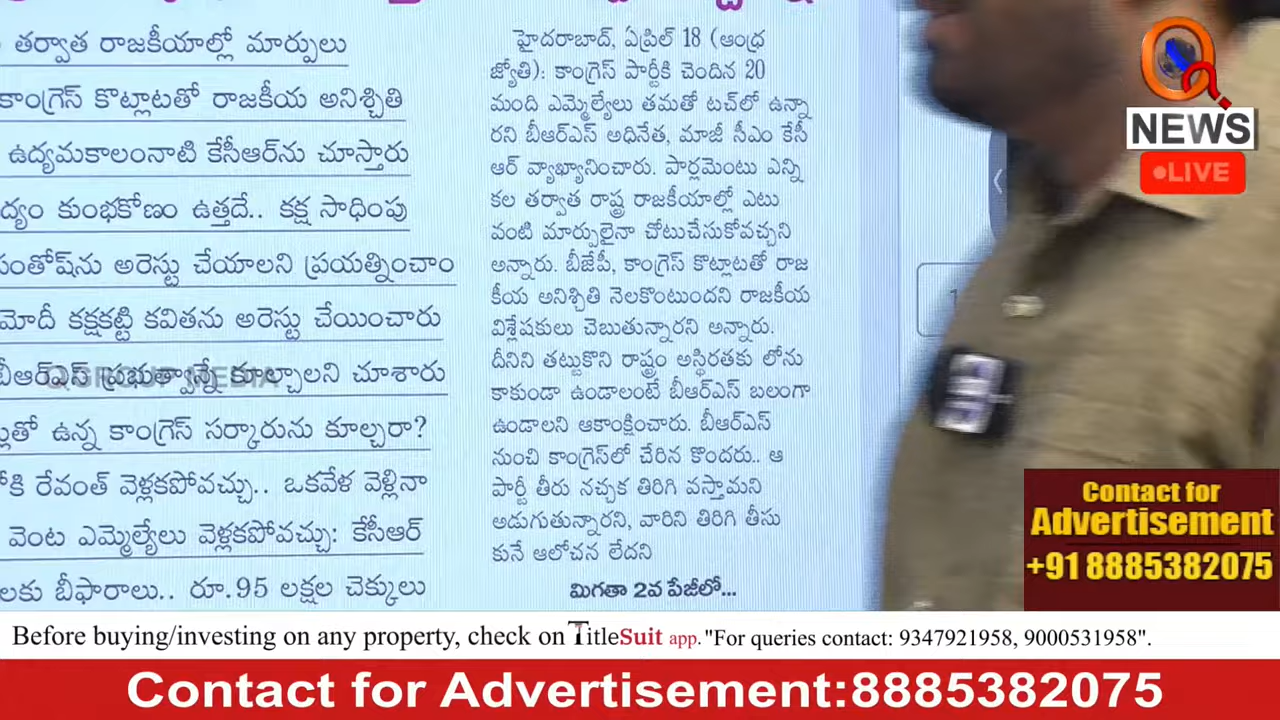 తర్వాత రాజకీయాల్లో మార్పులు
కాంగ్రెస్ కొట్లాటతో రాజకీయ అనిశ్చితి
ఉద్యమకాలంనాటి కేసీఆర్‌ను చూస్తారు
కుంభకోణం ఉత్తదే.. కక్ష సాధింపు
అరెస్టు చేయాలని ప్రయత్నించాం
మోదీ కక్షకట్టి కవితను అరెస్టు చేయించారు
బీఆర్ఎస్ ప్రభుత్వాన్నే కూల్చాలని చూశారు
ఉన్న కాంగ్రెస్ సర్కారును కూల్చరా?
రేవంత్ వెళ్లకపోవచ్చు.. ఒకవేళ వెళ్లినా
వెంట ఎమ్మెల్యేలు వెళ్లకపోవచ్చు: కేసీఆర్
బీఫారాలు.. రూ.95 లక్షల చెక్కులు
హైదరాబాద్, ఏప్రిల్ 18 (ఆంధ్ర
జ్యోతి): కాంగ్రెస్ పార్టీకి చెందిన 20
మంది ఎమ్మెల్యేలు తమతో టచ్‌లో ఉన్నా
రని బీఆర్ఎస్ అధినేత, మాజీ సీఎం కేసీ
ఆర్ వ్యాఖ్యానించారు. పార్లమెంటు ఎన్ని
కల తర్వాత రాష్ట్ర రాజకీయాల్లో ఎటు
వంటి మార్పులైనా చోటుచేసుకోవచ్చని
అన్నారు. బీజేపీ, కాంగ్రెస్ కొట్లాటతో రాజ
కీయ అనిశ్చితి నెలకొంటుందని రాజకీయ
విశ్లేషకులు చెబుతున్నారని అన్నారు.
దీనిని తట్టుకొని రాష్ట్రం అస్థిరతకు లోను
కాకుండా ఉండాలంటే బీఆర్ఎస్ బలంగా
ఉండాలని ఆకాంక్షించారు. బీఆర్ఎస్
నుంచి కాంగ్రెస్‌లో చేరిన కొందరు.. ఆ
పార్టీ తీరు నచ్చక తిరిగి వస్తామని
అడుగుతున్నారని, వారిని తిరిగి తీసు
కునే ఆలోచన లేదని
మిగతా 2వ పేజీలో...
NEWS
LIVE
Contact for
Advertisement
+91 8885382075
Before buying/investing on any property, check on TitleSuit app. "For queries contact: 9347921958, 9000531958".
Contact for Advertisement:8885382075